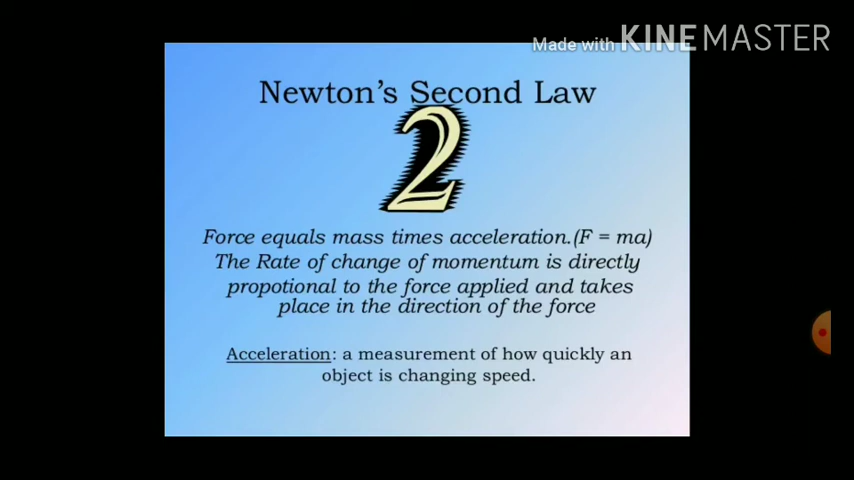 Made with KINEMASTER
Newton's Second Law
2
Force equals mass times acceleration.(F = ma)
The Rate of change of momentum is directly
propotional to the force applied and takes
place in the direction of the force
Acceleration: a measurement of how quickly an
object is changing speed.